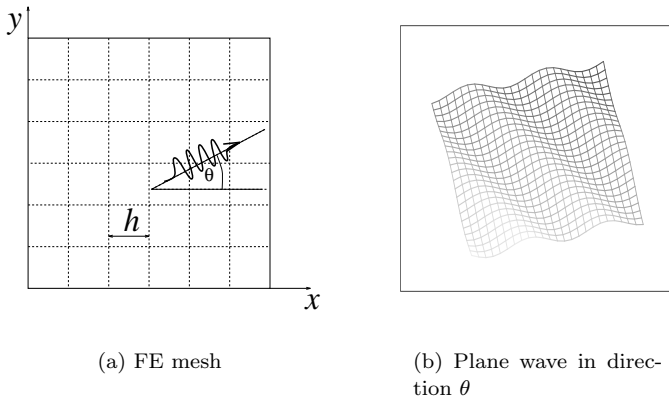 y
θ
h
x
(a) FE mesh
(b) Plane wave in direc-
tion θ